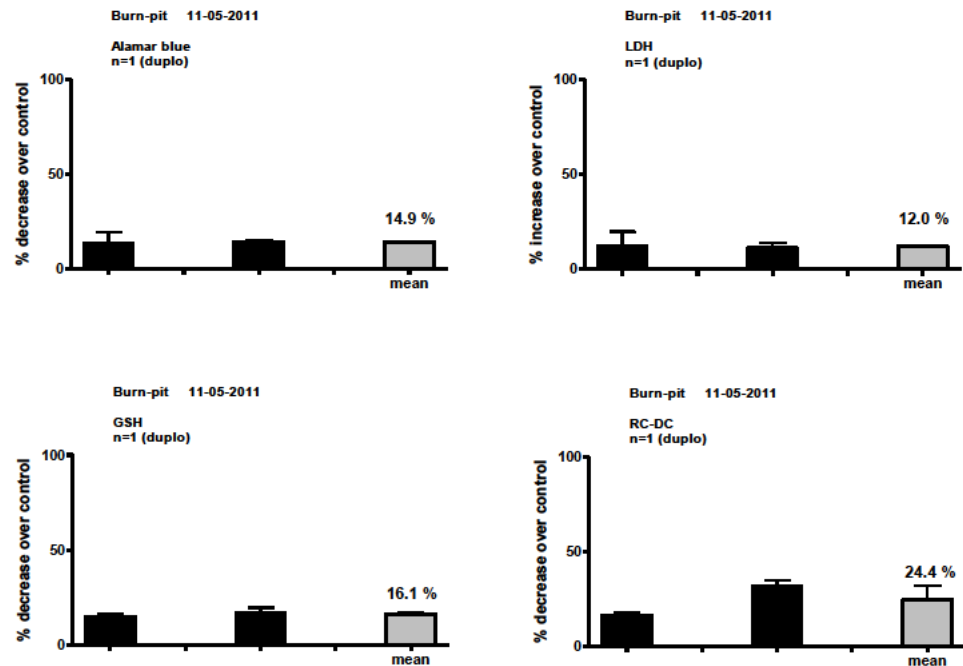 Burn-pit 11-05-2011
Alamar blue
n=1 (duplo)
% decrease over control
100
50
0
14.9 %
mean
Burn-pit 11-05-2011
LDH
n=1 (duplo)
% increase over control
100
50
0
12.0 %
mean
Burn-pit 11-05-2011
GSH
n=1 (duplo)
% decrease over control
100
50
0
16.1 %
mean
Burn-pit 11-05-2011
RC-DC
n=1 (duplo)
% decrease over control
100
50
0
24.4 %
mean